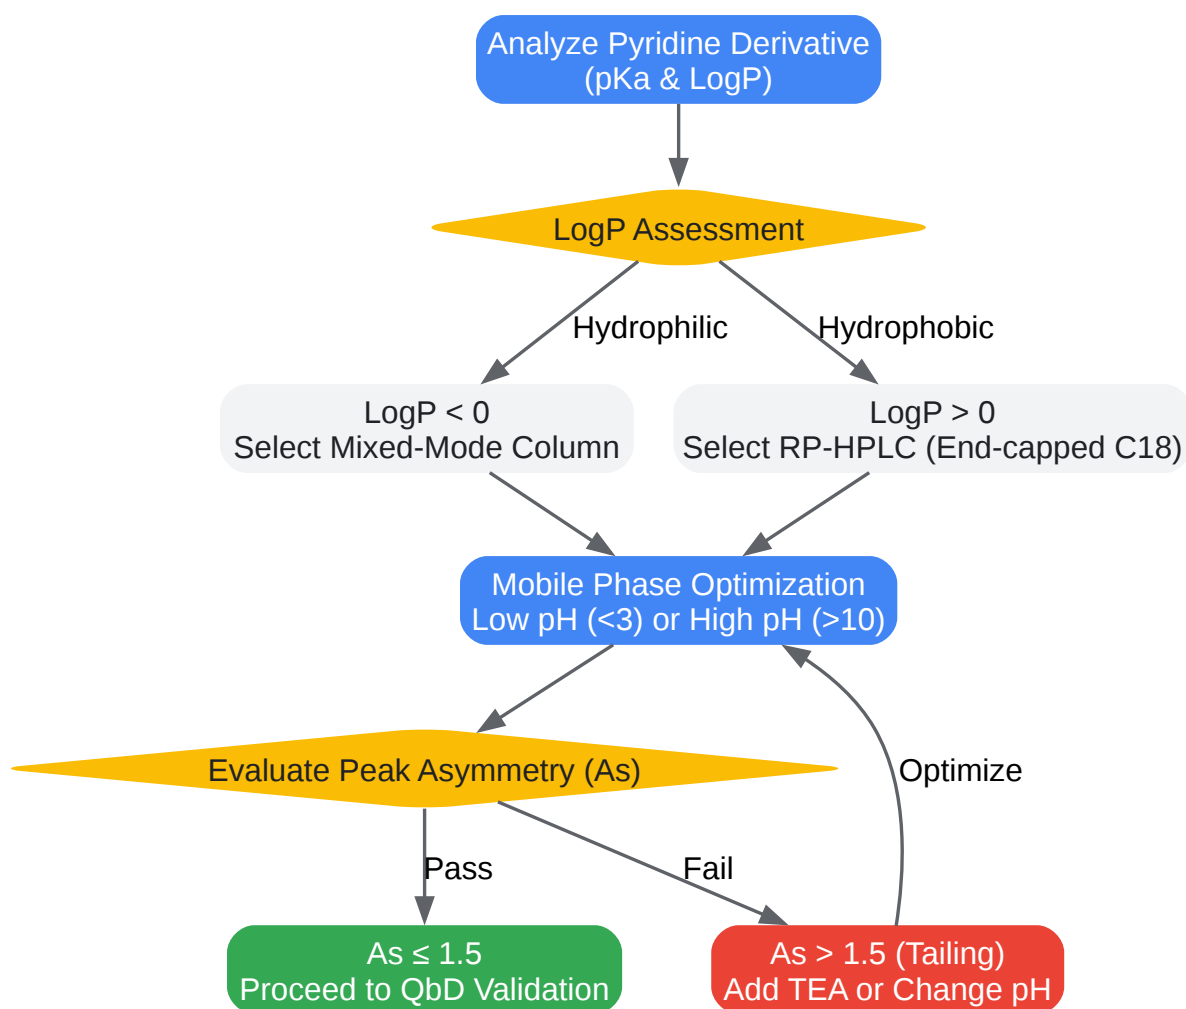 Analyze Pyridine Derivative
(pKa & LogP)
LogP Assessment
Hydrophilic
Hydrophobic
LogP < 0
Select Mixed-Mode Column
LogP > 0
Select RP-HPLC (End-capped C18)
Mobile Phase Optimization
Low pH (<3) or High pH (>10)
Evaluate Peak Asymmetry (As)
Optimize
Pass
Fail
As ≤ 1.5
Proceed to QbD Validation
As > 1.5 (Tailing)
Add TEA or Change pH